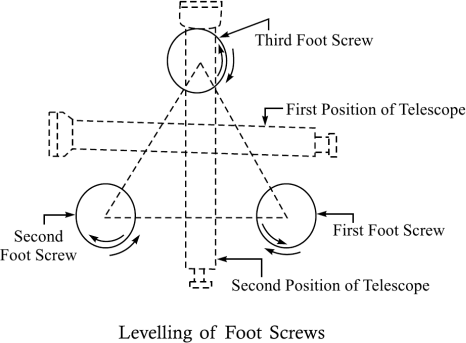 Third Foot Screw
First Position of Telescope
Second
Foot Screw
First Foot Screw
Second Position of Telescope
Levelling of Foot Screws